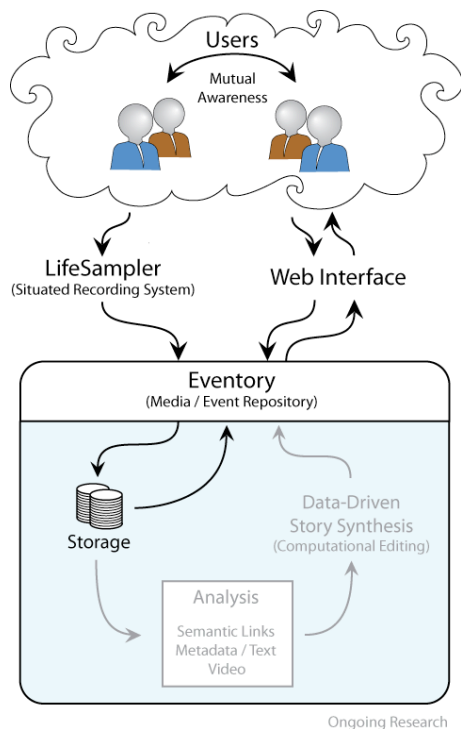 Users
Mutual
Awareness
LifeSampler
(Situated Recording System)
Web Interface
Eventory
(Media / Event Repository)
Storage
Data-Driven
Story Synthesis
(Computational Editing)
Analysis
Semantic Links
Metadata / Text
Video
Ongoing Research